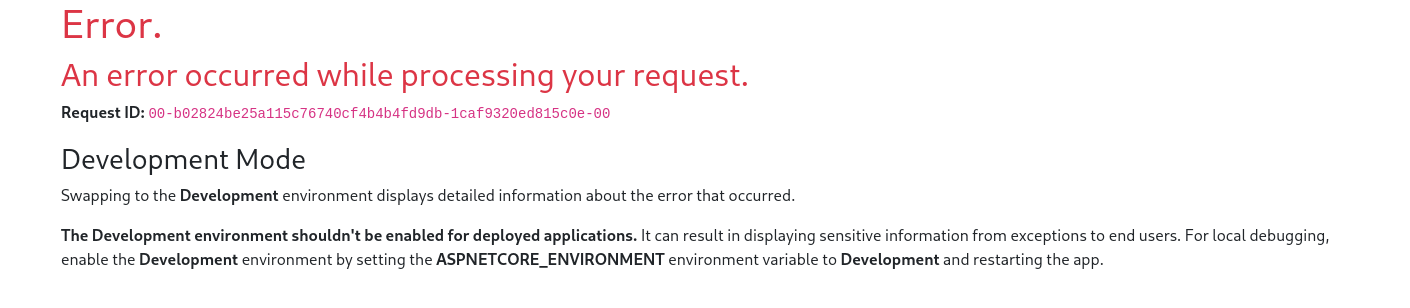 Error.
An error occurred while processing your request.
Request ID: 00-b02824be25a115c76740cf4b4b4fd9db-1caf9320ed815c0e-00
Development Mode
Swapping to the Development environment displays detailed information about the error that occurred.
The Development environment shouldn't be enabled for deployed applications. It can result in displaying sensitive information from exceptions to end users. For local debugging,
enable the Development environment by setting the ASPNETCORE_ENVIRONMENT environment variable to Development and restarting the app.